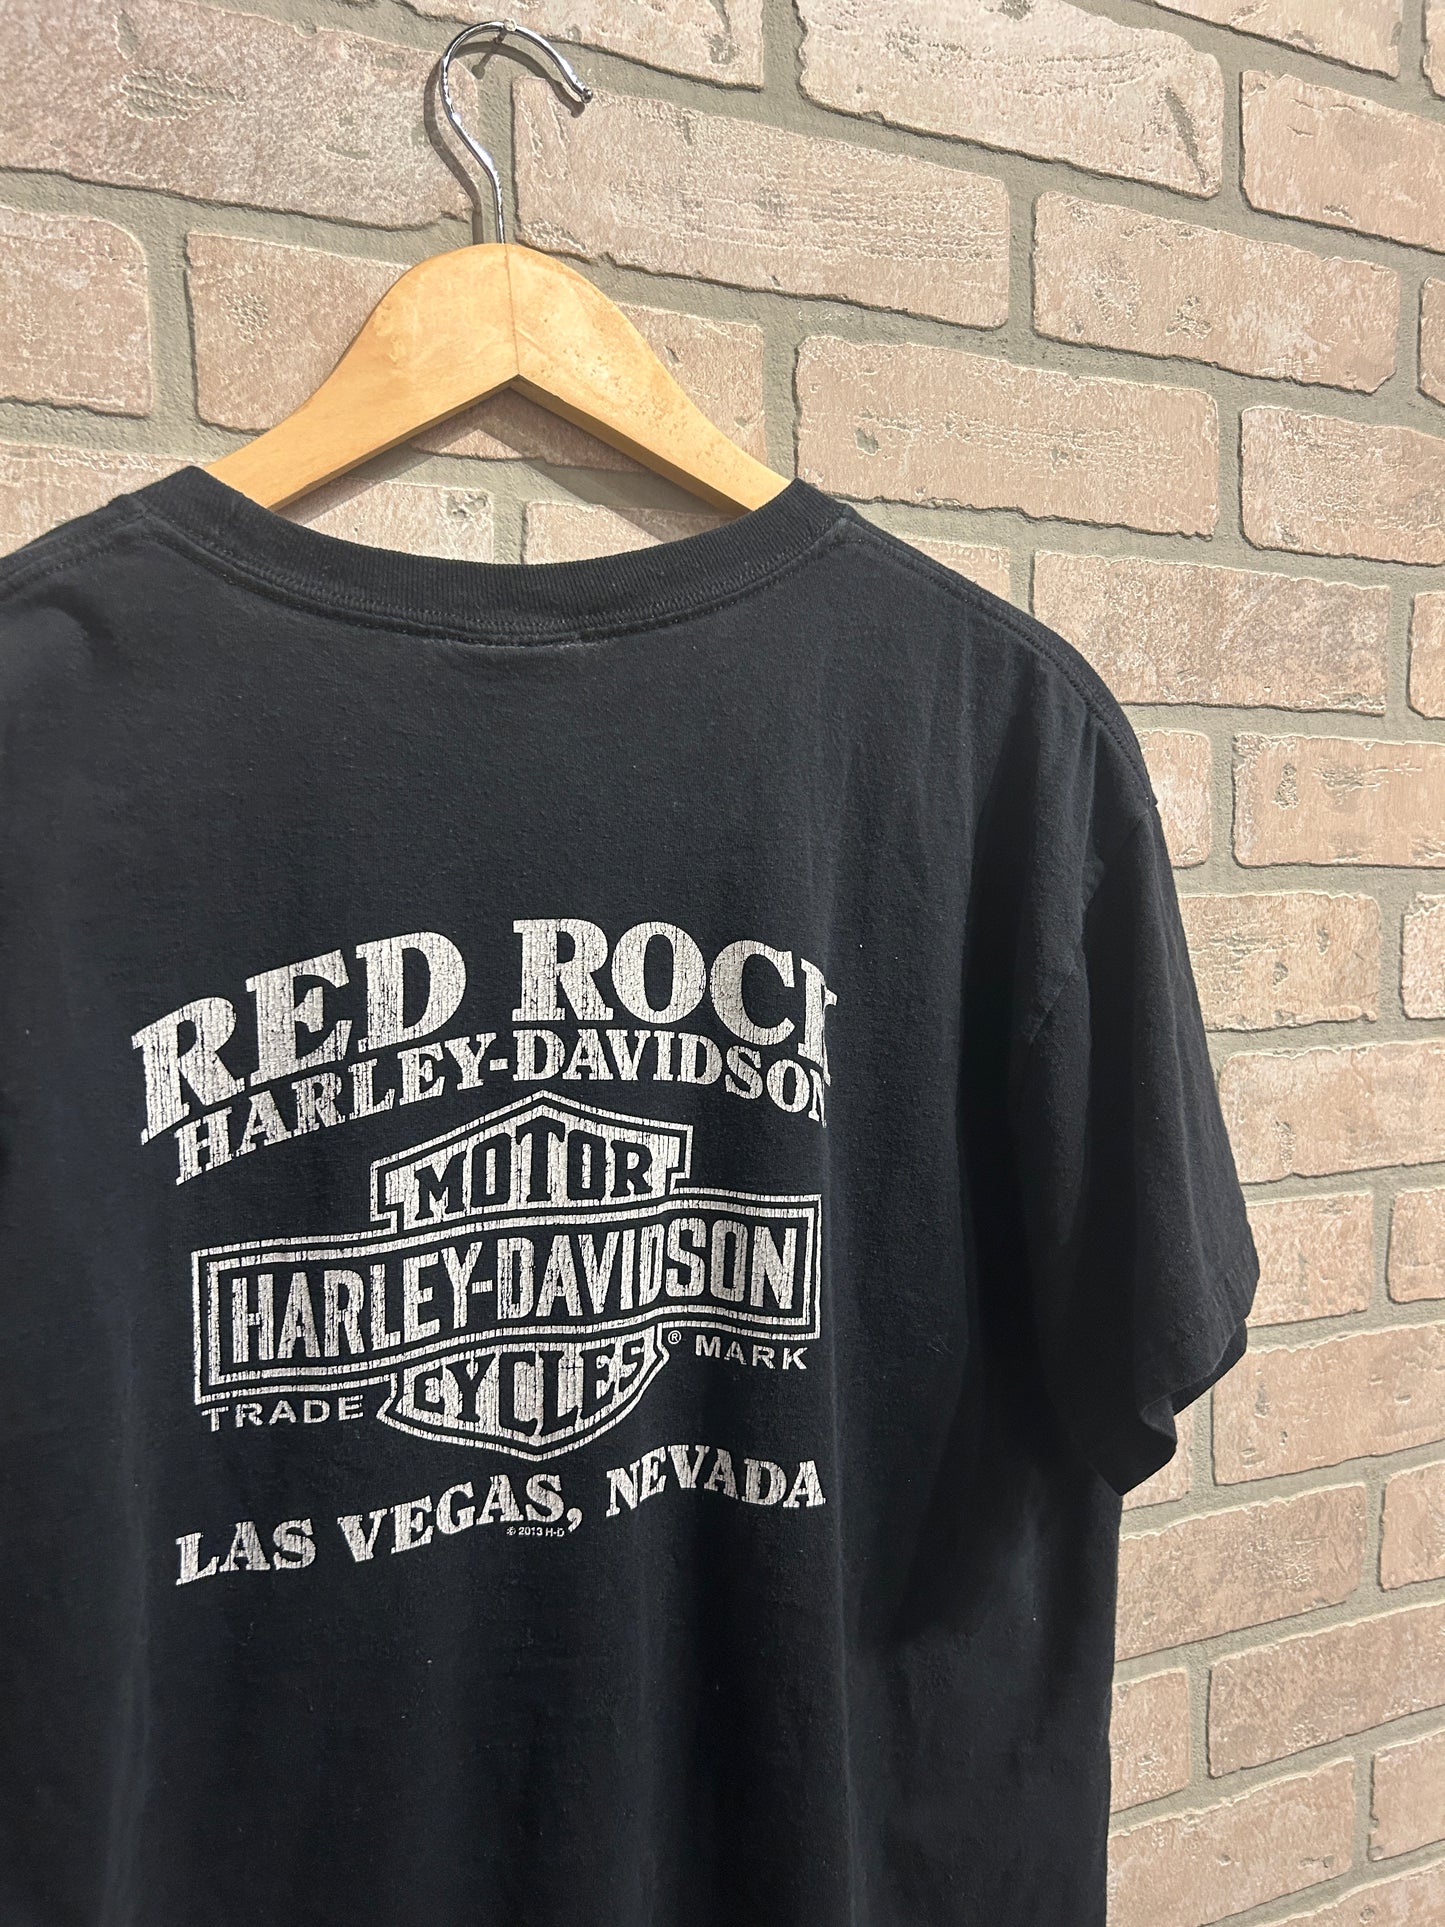 RED ROCK
HARLEY-DAVIDSON
MOTOR
HARLEY-DAVIDSON
CYCLES
TRADE ® MARK
LAS VEGAS, NEVADA
© 2013 H-D